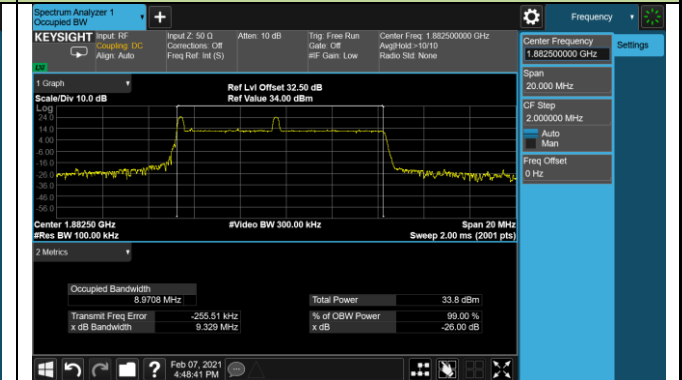 Spectrum Analyzer 1
Occupied BW
Frequency
KEYSIGHT
Input: RF
Coupling: DC
Align: Auto
Input Z: 50 Ω
Corrections: Off
Freq Ref: Int (S)
Atten: 10 dB
Trig: Free Run
Gate: Off
#IF Gain: Low
Center Freq: 1.882500000 GHz
Avg|Hold:>10/10
Radio Std: None
LXI
Center Frequency
1.882500000 GHz
Settings
Span
20.000 MHz
CF Step
2.000000 MHz
Auto
Man
Freq Offset
0 Hz
1 Graph
Scale/Div 10.0 dB
Ref Lvl Offset 32.50 dB
Ref Value 34.00 dBm
Log
24.0
14.0
4.00
-6.00
-16.0
-26.0
-36.0
-46.0
-56.0
Center 1.88250 GHz
#Video BW 300.00 kHz
Span 20 MHz
#Res BW 100.00 kHz
Sweep 2.00 ms (2001 pts)
2 Metrics
Occupied Bandwidth
8.9708 MHz
Total Power 33.8 dBm
Transmit Freq Error -255.51 kHz
% of OBW Power 99.00 %
x dB Bandwidth 9.329 MHz
x dB -26.00 dB
Feb 07, 2021
4:48:41 PM